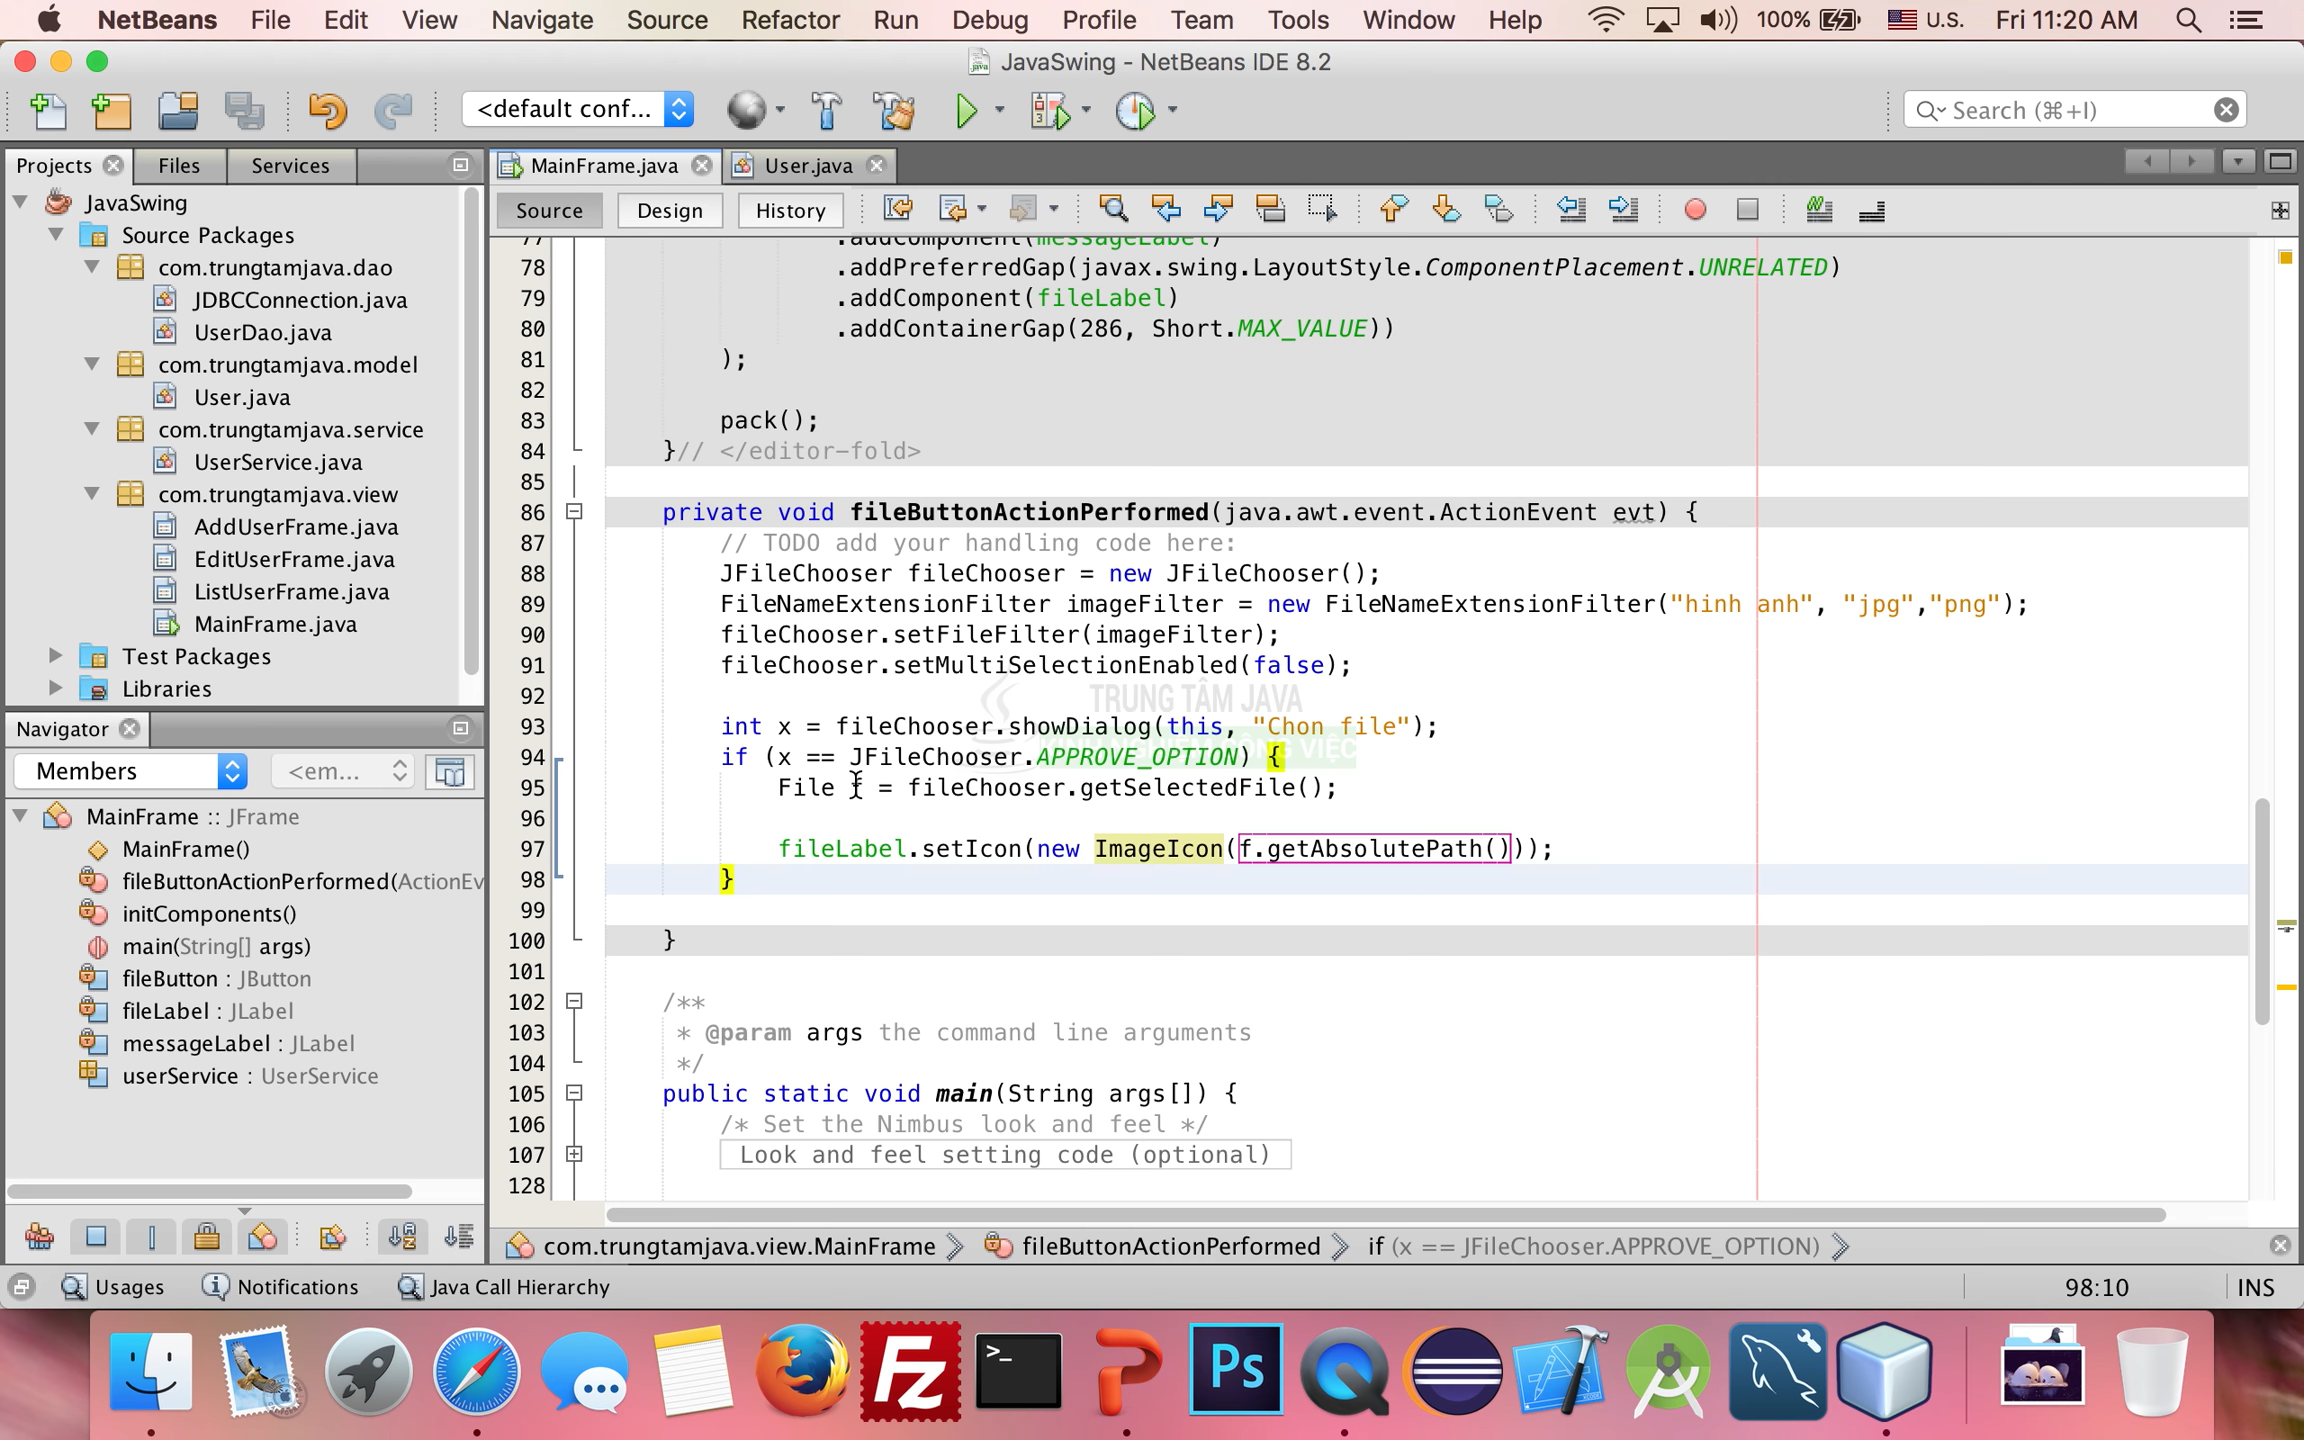 NetBeans File Edit View Navigate Source Refactor Run Debug Profile Team Tools Window Help 100% U.S. Fri 11:20 AM
JavaSwing - NetBeans IDE 8.2
<default conf...
Search (⌘+I)
Projects Files Services
MainFrame.java User.java
Source Design History
JavaSwing
Source Packages
com.trungtamjava.dao
JDBCConnection.java
UserDao.java
com.trungtamjava.model
User.java
com.trungtamjava.service
UserService.java
com.trungtamjava.view
AddUserFrame.java
EditUserFrame.java
ListUserFrame.java
MainFrame.java
Test Packages
Libraries
Navigator
Members <em...
MainFrame :: JFrame
MainFrame()
fileButtonActionPerformed(ActionEv
initComponents()
main(String[] args)
fileButton : JButton
fileLabel : JLabel
messageLabel : JLabel
userService : UserService
77 .addComponent(messageLabel)
78 .addPreferredGap(javax.swing.LayoutStyle.ComponentPlacement.UNRELATED)
79 .addComponent(fileLabel)
80 .addContainerGap(286, Short.MAX_VALUE))
81 );
82
83 pack();
84 }// </editor-fold>
85
86 private void fileButtonActionPerformed(java.awt.event.ActionEvent evt) {
87 // TODO add your handling code here:
88 JFileChooser fileChooser = new JFileChooser();
89 FileNameExtensionFilter imageFilter = new FileNameExtensionFilter("hinh anh", "jpg","png");
90 fileChooser.setFileFilter(imageFilter);
91 fileChooser.setMultiSelectionEnabled(false);
92
TRUNG TÂM JAVA
93 int x = fileChooser.showDialog(this, "Chon file");
94 if (x == JFileChooser.APPROVE_OPTION) {
95 File = fileChooser.getSelectedFile();
96
97 fileLabel.setIcon(new ImageIcon(f.getAbsolutePath()));
98 }
99
100 }
101
102 /**
103 * @param args the command line arguments
104 */
105 public static void main(String args[]) {
106 /* Set the Nimbus look and feel */
107 Look and feel setting code (optional)
128
com.trungtamjava.view.MainFrame fileButtonActionPerformed if (x == JFileChooser.APPROVE_OPTION)
Usages Notifications Java Call Hierarchy 98:10 INS
Fz >_ Ps